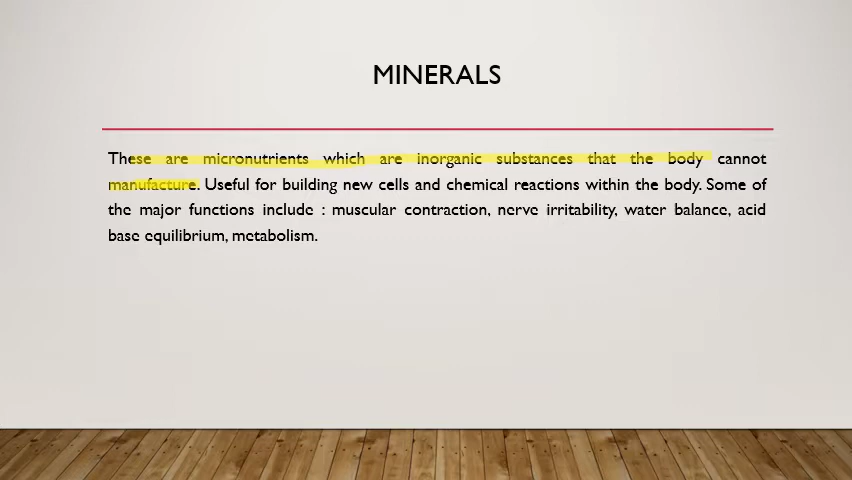 MINERALS
These are micronutrients which are inorganic substances that the body cannot
manufacture. Useful for building new cells and chemical reactions within the body. Some of
the major functions include : muscular contraction, nerve irritability, water balance, acid
base equilibrium, metabolism.